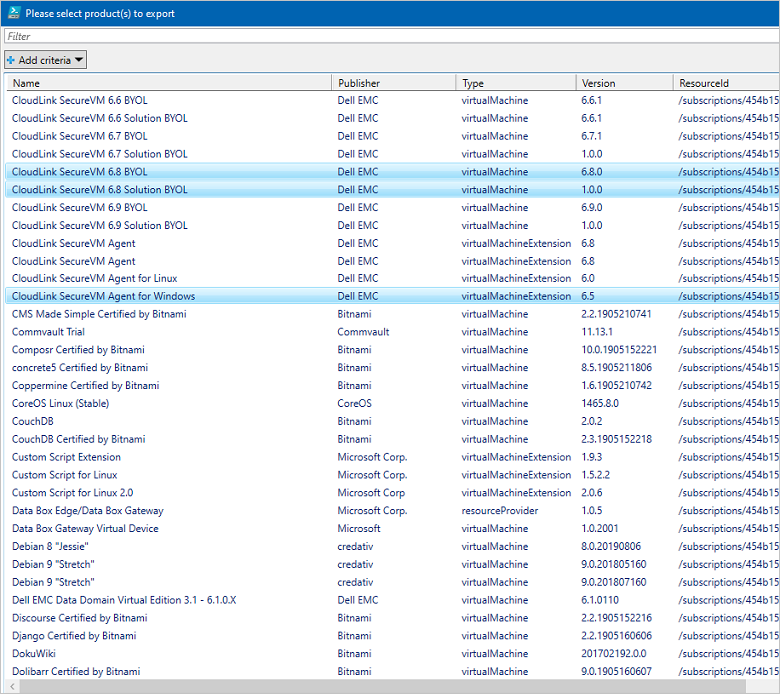 Please select product(s) to export
Filter
Add criteria
Name Publisher Type Version ResourceId
CloudLink SecureVM 6.6 BYOL Dell EMC virtualMachine 6.6.1 /subscriptions/454b15
CloudLink SecureVM 6.6 Solution BYOL Dell EMC virtualMachine 6.6.1 /subscriptions/454b15
CloudLink SecureVM 6.7 BYOL Dell EMC virtualMachine 6.7.1 /subscriptions/454b15
CloudLink SecureVM 6.7 Solution BYOL Dell EMC virtualMachine 1.0.0 /subscriptions/454b15
CloudLink SecureVM 6.8 BYOL Dell EMC virtualMachine 6.8.0 /subscriptions/454b15
CloudLink SecureVM 6.8 Solution BYOL Dell EMC virtualMachine 1.0.0 /subscriptions/454b15
CloudLink SecureVM 6.9 BYOL Dell EMC virtualMachine 6.9.0 /subscriptions/454b15
CloudLink SecureVM 6.9 Solution BYOL Dell EMC virtualMachine 1.0.0 /subscriptions/454b15
CloudLink SecureVM Agent Dell EMC virtualMachineExtension 6.8 /subscriptions/454b15
CloudLink SecureVM Agent Dell EMC virtualMachineExtension 6.8 /subscriptions/454b15
CloudLink SecureVM Agent for Linux Dell EMC virtualMachineExtension 6.0 /subscriptions/454b15
CloudLink SecureVM Agent for Windows Dell EMC virtualMachineExtension 6.5 /subscriptions/454b15
CMS Made Simple Certified by Bitnami Bitnami virtualMachine 2.2.1905210741 /subscriptions/454b15
Commvault Trial Commvault virtualMachine 11.13.1 /subscriptions/454b15
Composr Certified by Bitnami Bitnami virtualMachine 10.0.1905152221 /subscriptions/454b15
concrete5 Certified by Bitnami Bitnami virtualMachine 8.5.1905211806 /subscriptions/454b15
Coppermine Certified by Bitnami Bitnami virtualMachine 1.6.1905210742 /subscriptions/454b15
CoreOS Linux (Stable) CoreOS virtualMachine 1465.8.0 /subscriptions/454b15
CouchDB Bitnami virtualMachine 2.0.2 /subscriptions/454b15
CouchDB Certified by Bitnami Bitnami virtualMachine 2.3.1905152218 /subscriptions/454b15
Custom Script Extension Microsoft Corp. virtualMachineExtension 1.9.3 /subscriptions/454b15
Custom Script for Linux Microsoft Corp. virtualMachineExtension 1.5.2.2 /subscriptions/454b15
Custom Script for Linux 2.0 Microsoft Corp virtualMachineExtension 2.0.6 /subscriptions/454b15
Data Box Edge/Data Box Gateway Microsoft Corp. resourceProvider 1.0.5 /subscriptions/454b15
Data Box Gateway Virtual Device Microsoft virtualMachine 1.0.2001 /subscriptions/454b15
Debian 8 "Jessie" credativ virtualMachine 8.0.20190806 /subscriptions/454b15
Debian 9 "Stretch" credativ virtualMachine 9.0.201805160 /subscriptions/454b15
Debian 9 "Stretch" credativ virtualMachine 9.0.201807160 /subscriptions/454b15
Dell EMC Data Domain Virtual Edition 3.1 - 6.1.0.X Dell EMC virtualMachine 6.1.0110 /subscriptions/454b15
Discourse Certified by Bitnami Bitnami virtualMachine 2.2.1905152216 /subscriptions/454b15
Django Certified by Bitnami Bitnami virtualMachine 2.2.1905160606 /subscriptions/454b15
DokuWiki Bitnami virtualMachine 201702192.0.0 /subscriptions/454b15
Dolibarr Certified by Bitnami Bitnami virtualMachine 9.0.1905160607 /subscriptions/454b15